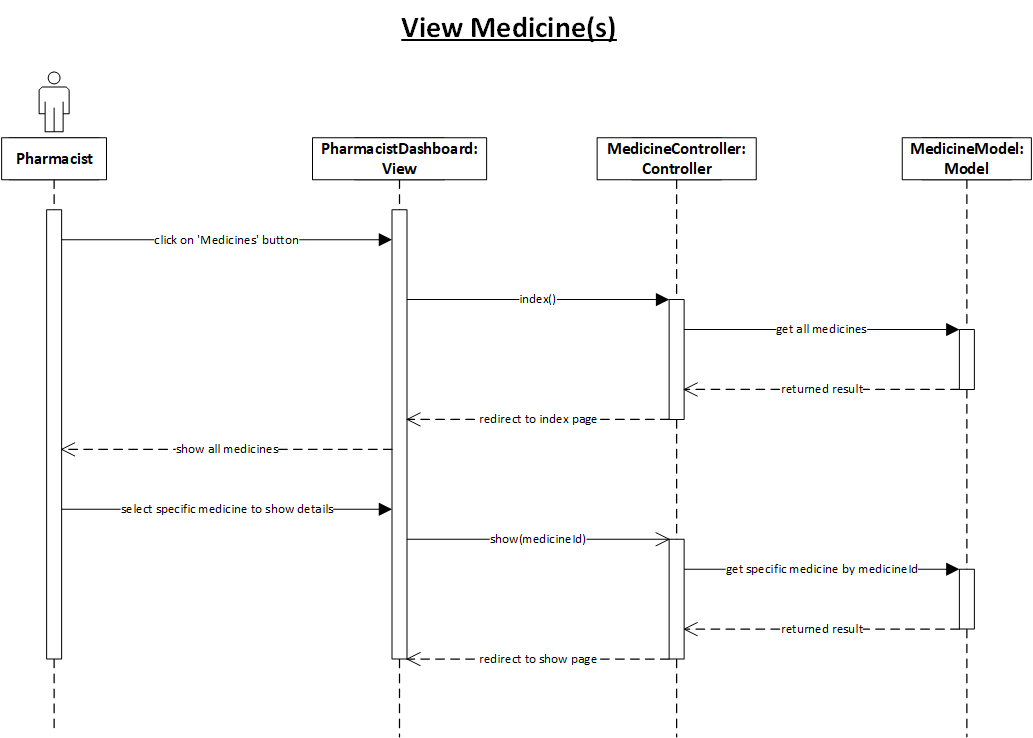 View Medicine(s)
Pharmacist
PharmacistDashboard:
View
MedicineController:
Controller
MedicineModel:
Model
click on 'Medicines' button
index()
get all medicines
returned result
redirect to index page
show all medicines
select specific medicine to show details
show(medicineId)
get specific medicine by medicineId
returned result
redirect to show page